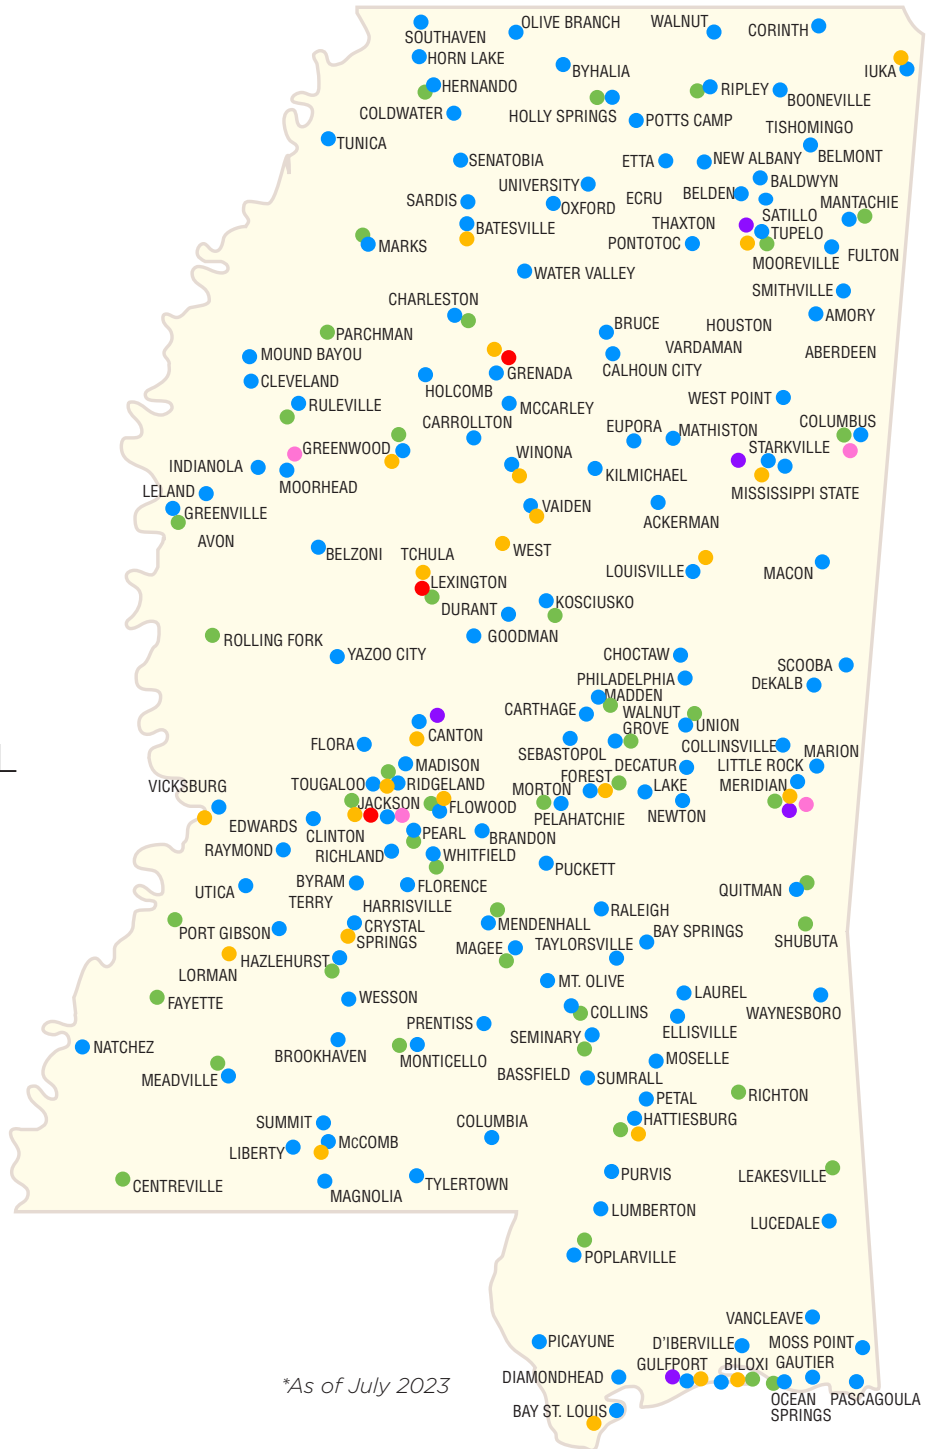 OLIVE BRANCH
WALNUT
CORINTH
SOUTHAVEN
HORN LAKE
BYHALIA
IUKA
HERNANDO
RIPLEY
BOONEVILLE
COLDWATER
HOLLY SPRINGS
POTTS CAMP
TISHOMINGO
TUNICA
BELMONT
SENATOBIA
ETTA
NEW ALBANY
UNIVERSITY
BALDWYN
SARDIS
OXFORD
ECRU
BELDEN
MANTACHIE
BATESVILLE
THAXTON
SATILLO
TUPELO
MARKS
PONTOTOC
MOOREVILLE
FULTON
WATER VALLEY
SMITHVILLE
CHARLESTON
AMORY
PARCHMAN
BRUCE
HOUSTON
MOUND BAYOU
VARDAMAN
ABERDEEN
CLEVELAND
GRENADA
CALHOUN CITY
HOLCOMB
RULEVILLE
MCCARLEY
WEST POINT
CARROLLTON
EUPORA
MATHISTON
COLUMBUS
GREENWOOD
WINONA
STARKVILLE
INDIANOLA
KILMICHAEL
MOORHEAD
LELAND
MISSISSIPPI STATE
GREENVILLE
VAIDEN
ACKERMAN
AVON
BELZONI
TCHULA
WEST
LOUISVILLE
MACON
LEXINGTON
DURANT
KOSCIUSKO
ROLLING FORK
GOODMAN
YAZOO CITY
CHOCTAW
SCOOBA
PHILADELPHIA
DEKALB
MADDEN
CARTHAGE
WALNUT
GROVE
UNION
CANTON
FLORA
SEBASTOPOL
COLLINSVILLE
MARION
MADISON
DECATUR
LITTLE ROCK
VICKSBURG
TOUGALOO
RIDGELAND
FOREST
MERIDIAN
JACKSON
FLOWOOD
MORTON
LAKE
EDWARDS
CLINTON
PELAHATCHIE
NEWTON
PEARL
BRANDON
RAYMOND
RICHLAND
WHITFIELD
PUCKETT
UTICA
BYRAM
FLORENCE
QUITMAN
TERRY
HARRISVILLE
RALEIGH
PORT GIBSON
CRYSTAL
SPRINGS
MENDENHALL
BAY SPRINGS
SHUBUTA
MAGEE
TAYLORSVILLE
LORMAN
HAZLEHURST
MT. OLIVE
FAYETTE
WESSON
LAUREL
COLLINS
WAYNESBORO
PRENTISS
ELLISVILLE
NATCHEZ
BROOKHAVEN
MONTICELLO
SEMINARY
MOSELLE
MEADVILLE
BASSFIELD
SUMRALL
RICHTON
PETAL
SUMMIT
COLUMBIA
HATTIESBURG
MCCOMB
LIBERTY
CENTREVILLE
TYLERTOWN
PURVIS
LEAKESVILLE
MAGNOLIA
LUMBERTON
LUCEDALE
POPLARVILLE
VANCLEAVE
PICAYUNE
D'IBERVILLE
MOSS POINT
DIAMONDHEAD
GULFPORT
BILOXI
GAUTIER
*As of July 2023
OCEAN
SPRINGS
PASCAGOULA
BAY ST. LOUIS